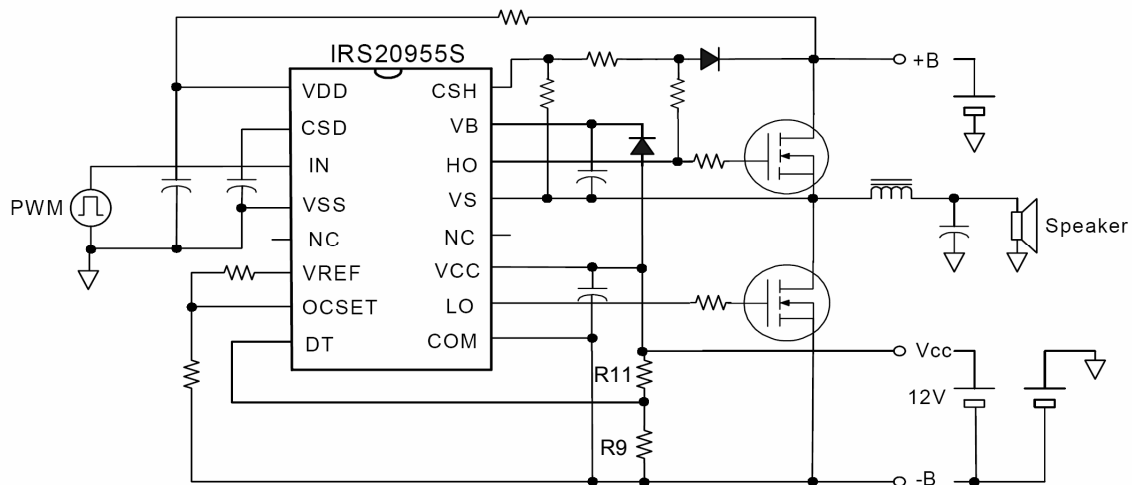 IRS20955S
VDD
CSD
IN
VSS
NC
VREF
OCSET
DT
CSH
VB
HO
VS
NC
VCC
LO
COM
PWM
R11
R9
+B
Speaker
Vcc
12V
-B